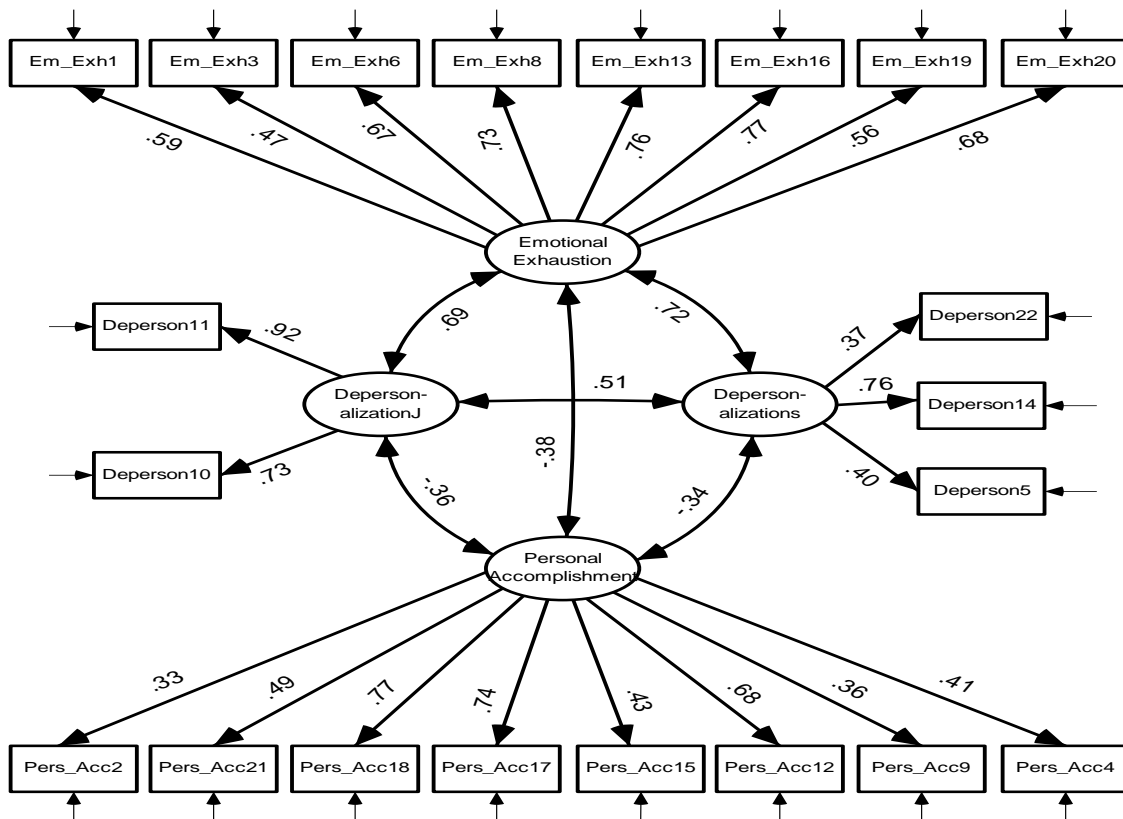 Em_Exh1 Em_Exh3 Em_Exh6 Em_Exh8 Em_Exh13 Em_Exh16 Em_Exh19 Em_Exh20
.59 .47 .67 .73 .76 .77 .56 .68
Emotional
Exhaustion
.69 .72
Deperson11 .92
Deperson22 .37
Deperson-
alizationJ
.51
Deperson-
alizations
.76 Deperson14
Deperson10 .73
.40 Deperson5
-.38
-.36 -.34
Personal
Accomplishment
.33 .49 .77 .74 .43 .68 .36 .41
Pers_Acc2 Pers_Acc21 Pers_Acc18 Pers_Acc17 Pers_Acc15 Pers_Acc12 Pers_Acc9 Pers_Acc4